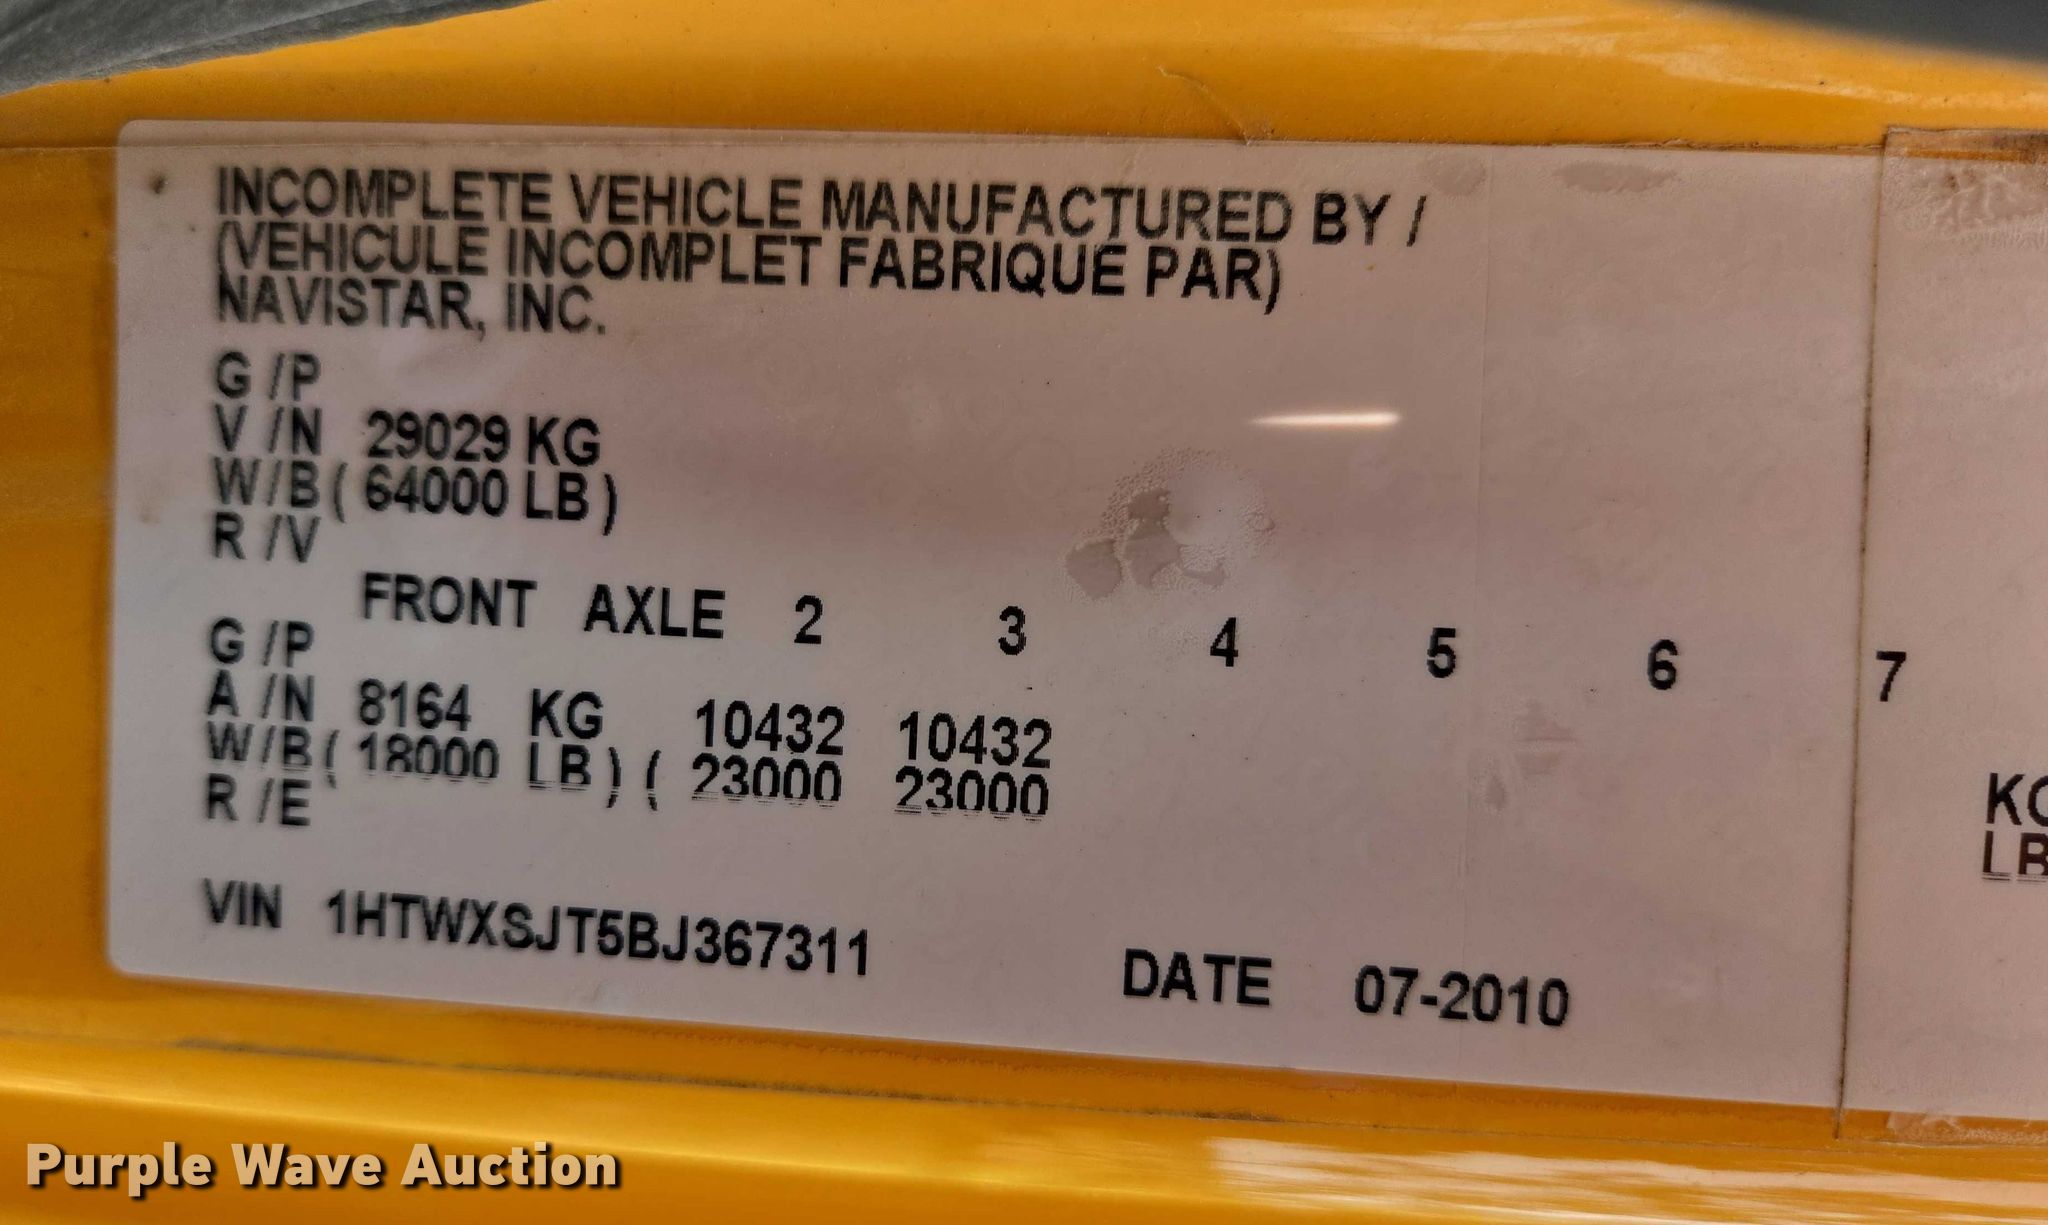 INCOMPLETE VEHICLE MANUFACTURED BY /
(VEHICULE INCOMPLET FABRIQUE PAR)
NAVISTAR, INC.
G /P
V /N 29029 KG
W/B ( 64000 LB )
R /V
FRONT AXLE 2 3 4 5 6 7
G /P
A /N 8164 KG 10432 10432 KG
W/B ( 18000 LB ) ( 23000 23000 LB
R /E
VIN 1HTWXSJT5BJ367311 DATE 07-2010
Purple Wave Auction